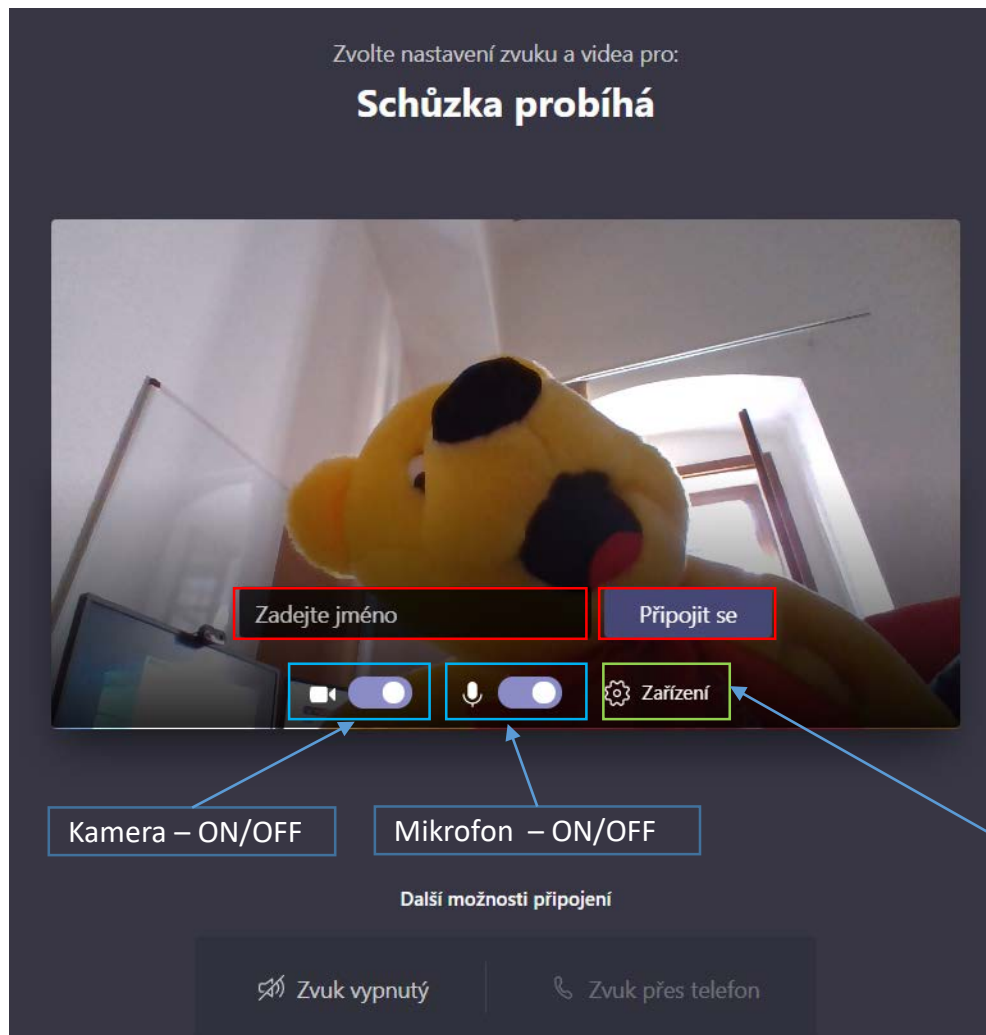 Zvolte nastavení zvuku a videa pro:
Schůzka probíhá
Zadejte jméno
Připojit se
Zařízení
Kamera – ON/OFF
Mikrofon – ON/OFF
Další možnosti připojení
Zvuk vypnutý
Zvuk přes telefon